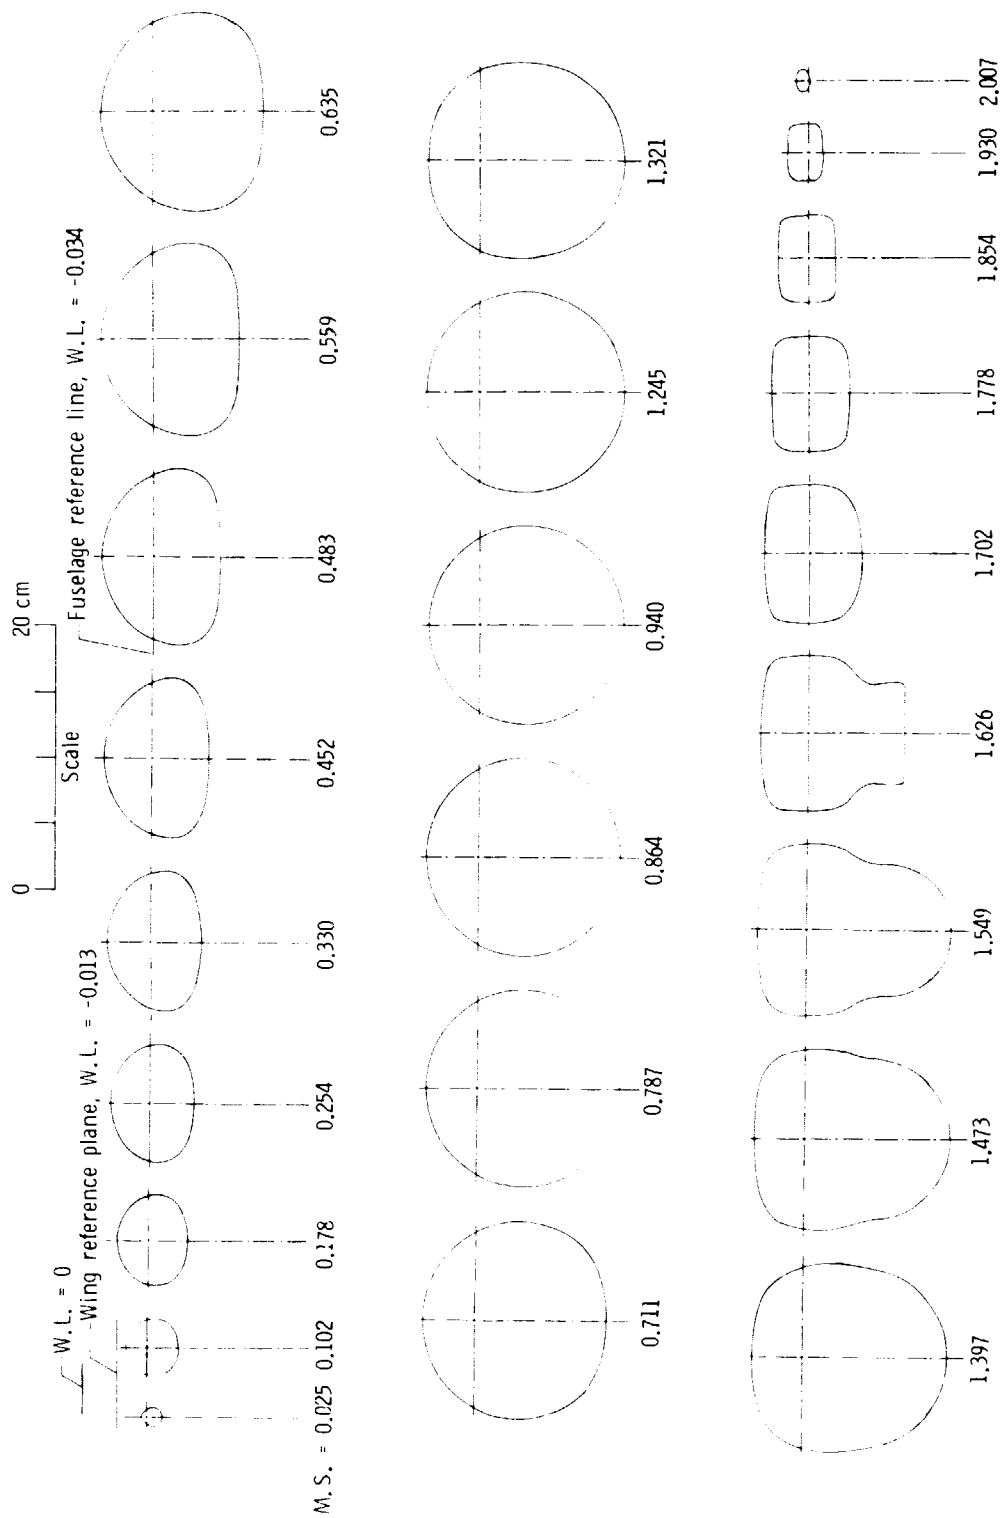 0
20 cm
Scale
W.L. = 0
Wing reference plane, W.L. = -0.013
Fuselage reference line, W.L. = -0.034
M.S. = 0.025 0.102 0.178 0.254 0.330 0.452 0.483 0.559 0.635
0.711 0.787 0.864 0.940 1.245 1.321
1.397 1.473 1.549 1.626 1.702 1.778 1.854 1.930 2.007